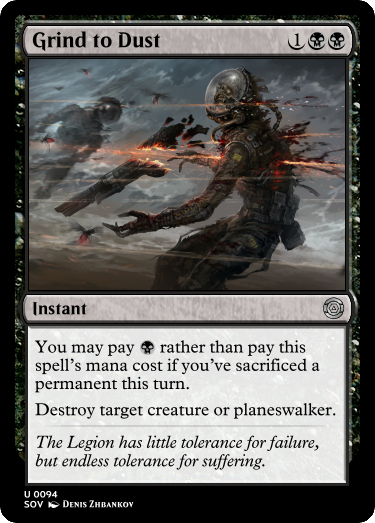 Grind to Dust 1
Instant
You may pay rather than pay this
spell's mana cost if you've sacrificed a
permanent this turn.
Destroy target creature or planeswalker.
The Legion has little tolerance for failure,
but endless tolerance for suffering.
U 0094
SOV DENIS ZHBANKOV